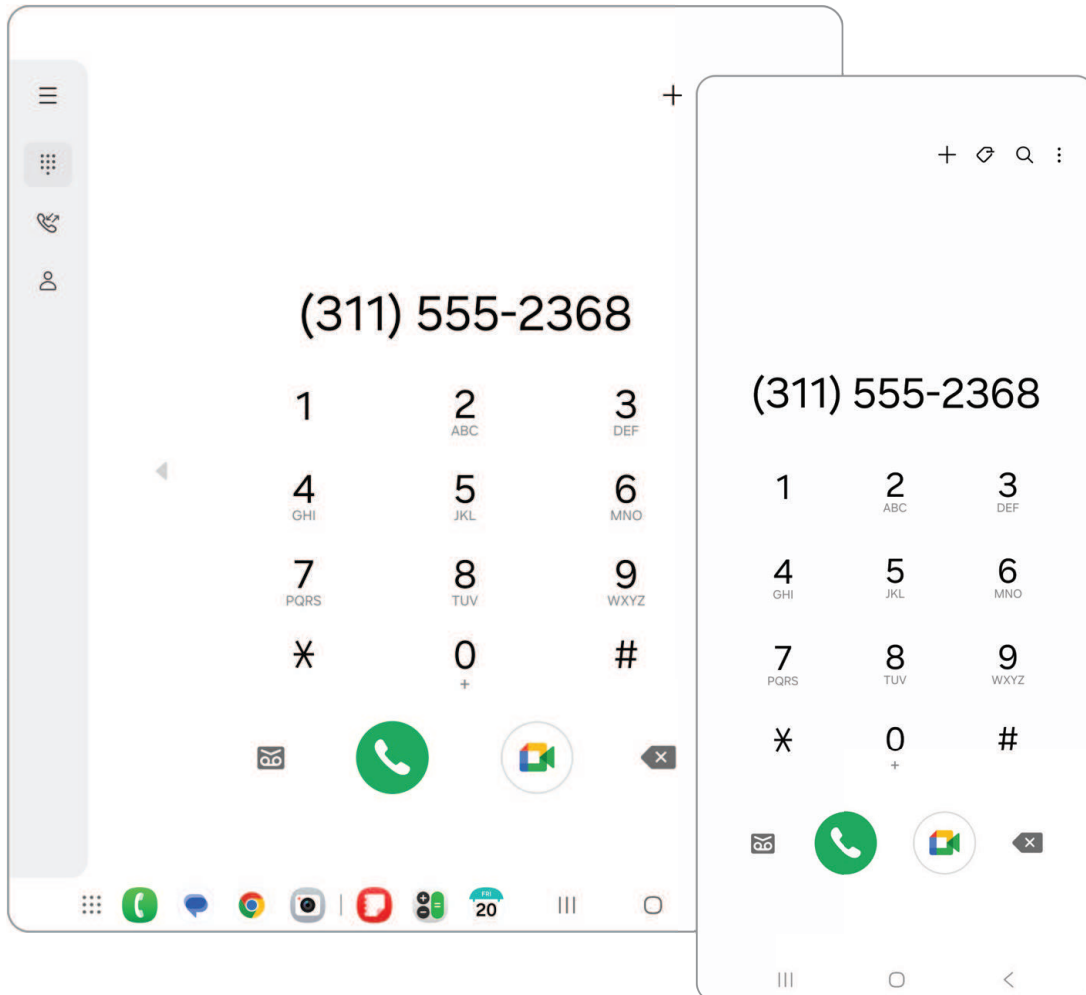 (311) 555-2368
1 2 3
ABC DEF
4 5 6
GHI JKL MNO
7 8 9
PQRS TUV WXYZ
* 0 #
+
FRI
20
(311) 555-2368
1 2 3
ABC DEF
4 5 6
GHI JKL MNO
7 8 9
PQRS TUV WXYZ
* 0 #
+